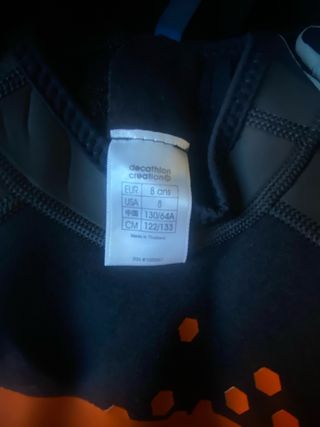 decathlon
creation
EUR 8 ans
USA 8
中国 130/64A
CM 122/133
Made in Thailand